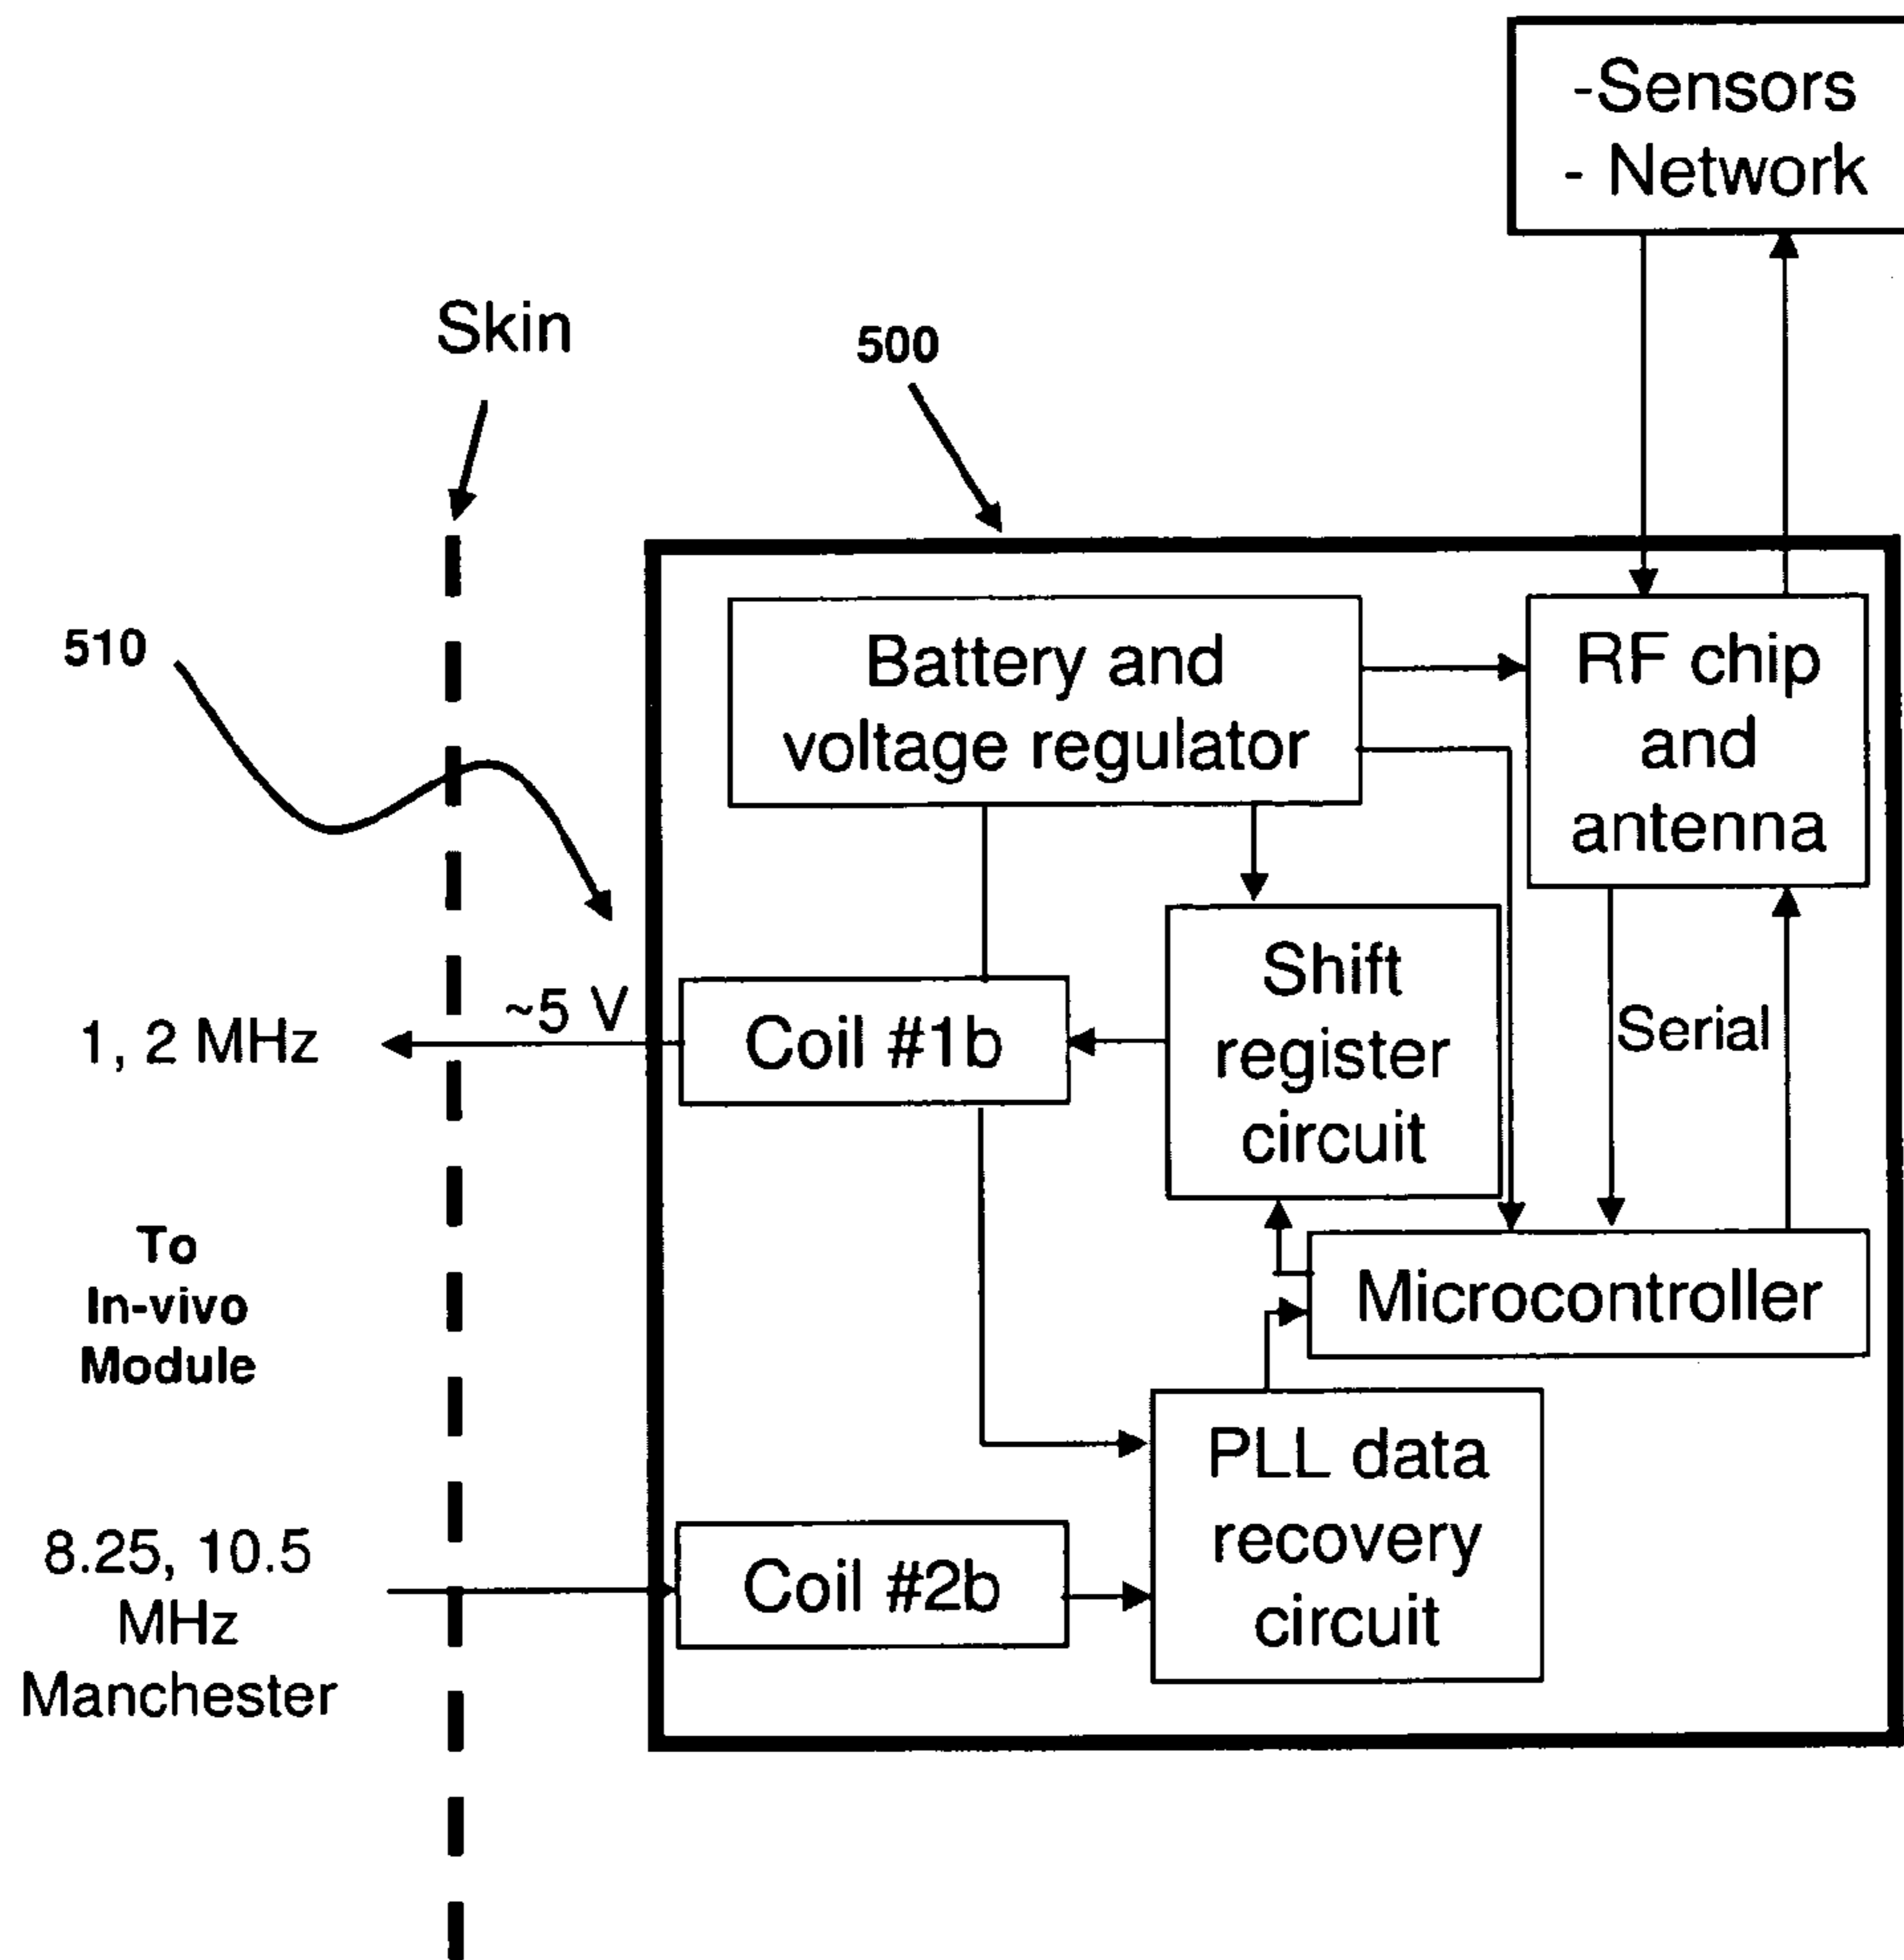 -Sensors
- Network
Skin
500
510
Battery and
voltage regulator
RF chip
and
antenna
~5 V
1, 2 MHz
Coil #1b
Shift
register
circuit
Serial
To
In-vivo
Module
Microcontroller
PLL data
recovery
circuit
8.25, 10.5
MHz
Manchester
Coil #2b